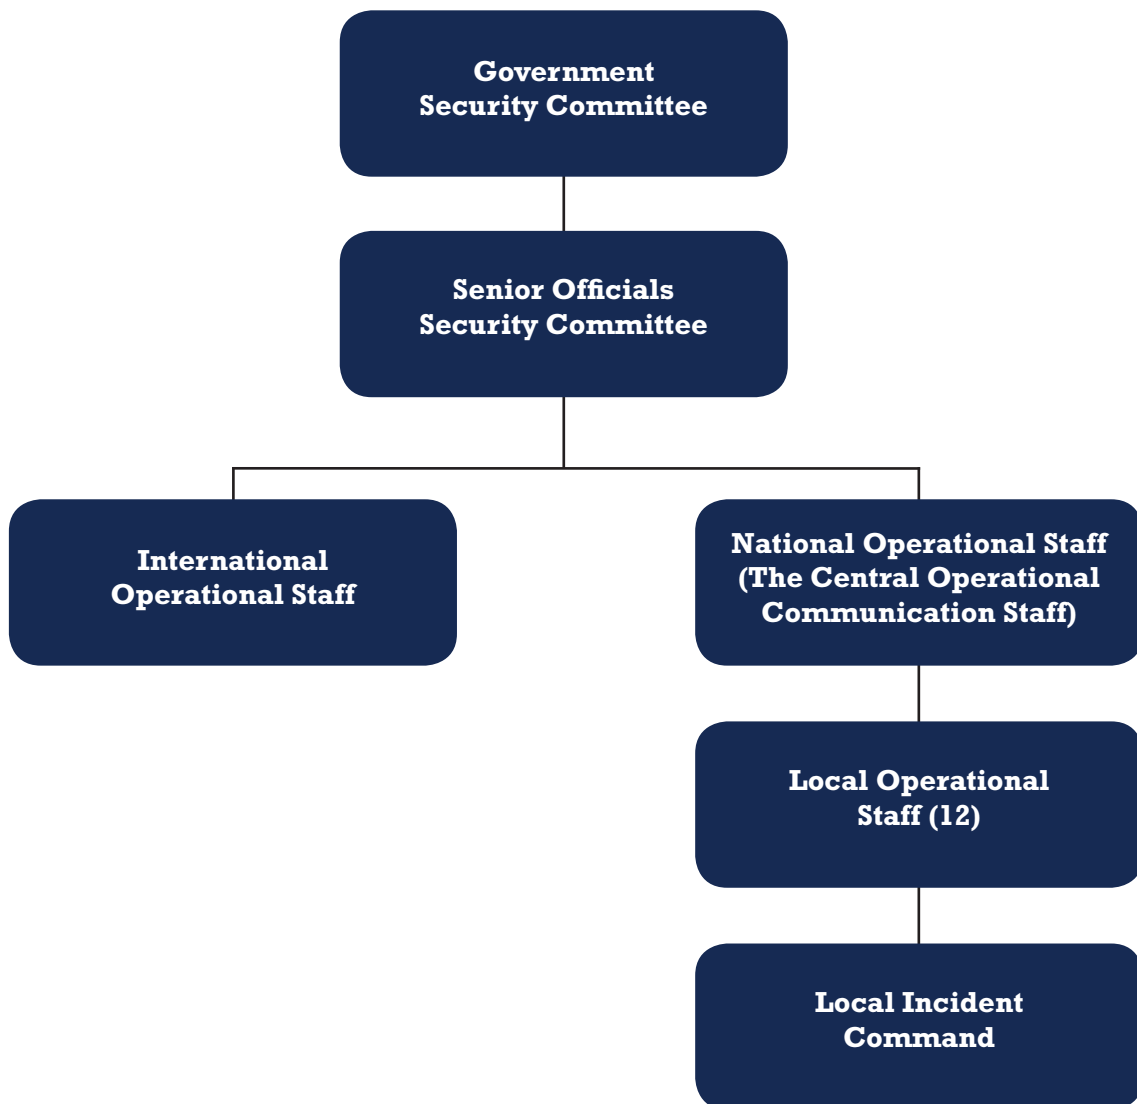 Government
Security Committee
Senior Officials
Security Committee
International
Operational Staff
National Operational Staff
(The Central Operational
Communication Staff)
Local Operational
Staff (12)
Local Incident
Command